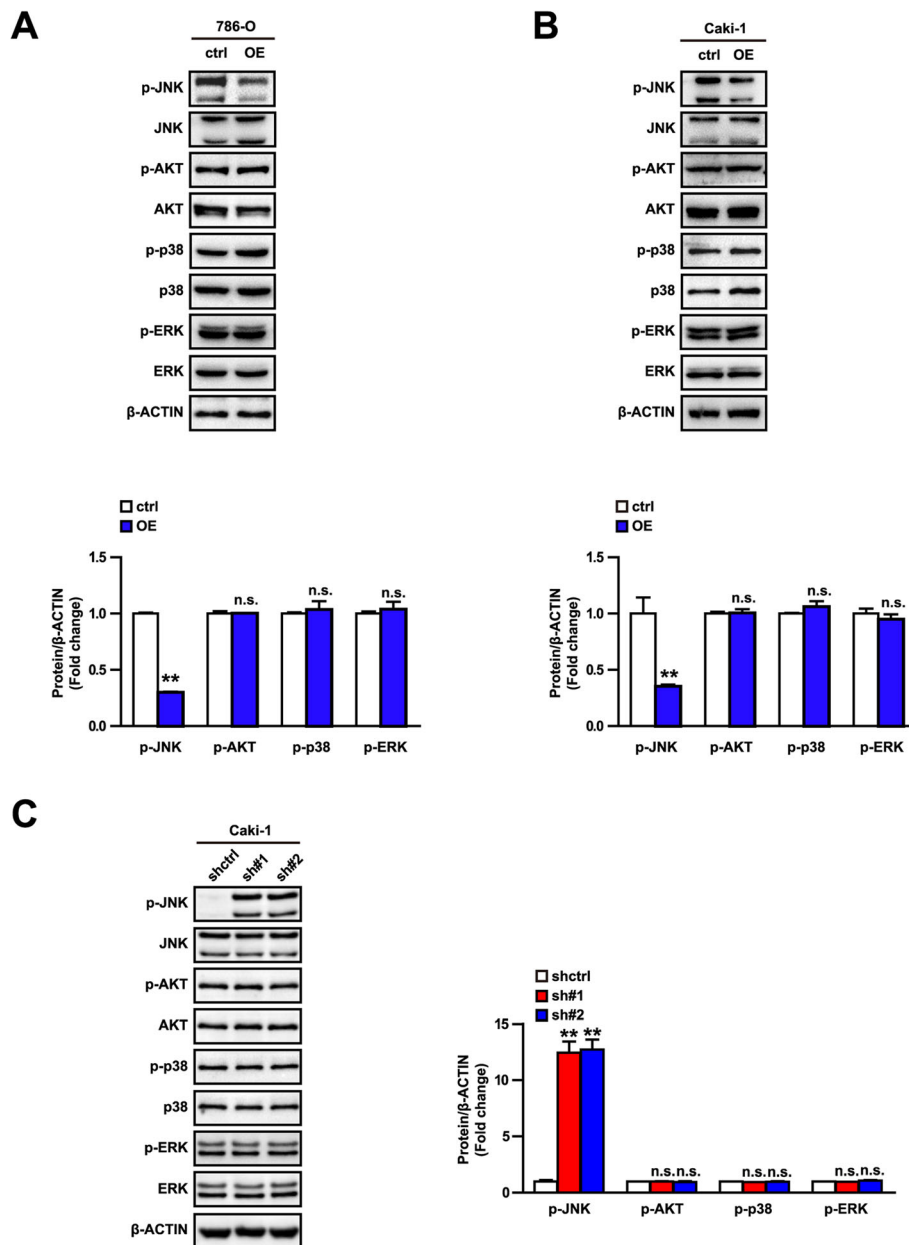 A
786-O
ctrl OE
p-JNK
JNK
p-AKT
AKT
p-p38
p38
p-ERK
ERK
β-ACTIN
ctrl
OE
Protein/β-ACTIN
(Fold change)
1.5
1.0
0.5
0.0
**
n.s.
n.s.
n.s.
p-JNK p-AKT p-p38 p-ERK
B
Caki-1
ctrl OE
p-JNK
JNK
p-AKT
AKT
p-p38
p38
p-ERK
ERK
β-ACTIN
ctrl
OE
Protein/β-ACTIN
(Fold change)
1.5
1.0
0.5
0.0
**
n.s.
n.s.
n.s.
p-JNK p-AKT p-p38 p-ERK
C
Caki-1
shctrl sh#1 sh#2
p-JNK
JNK
p-AKT
AKT
p-p38
p38
p-ERK
ERK
β-ACTIN
shctrl
sh#1
sh#2
Protein/β-ACTIN
(Fold change)
15
10
5
0
** **
n.s. n.s. n.s. n.s. n.s. n.s.
p-JNK p-AKT p-p38 p-ERK